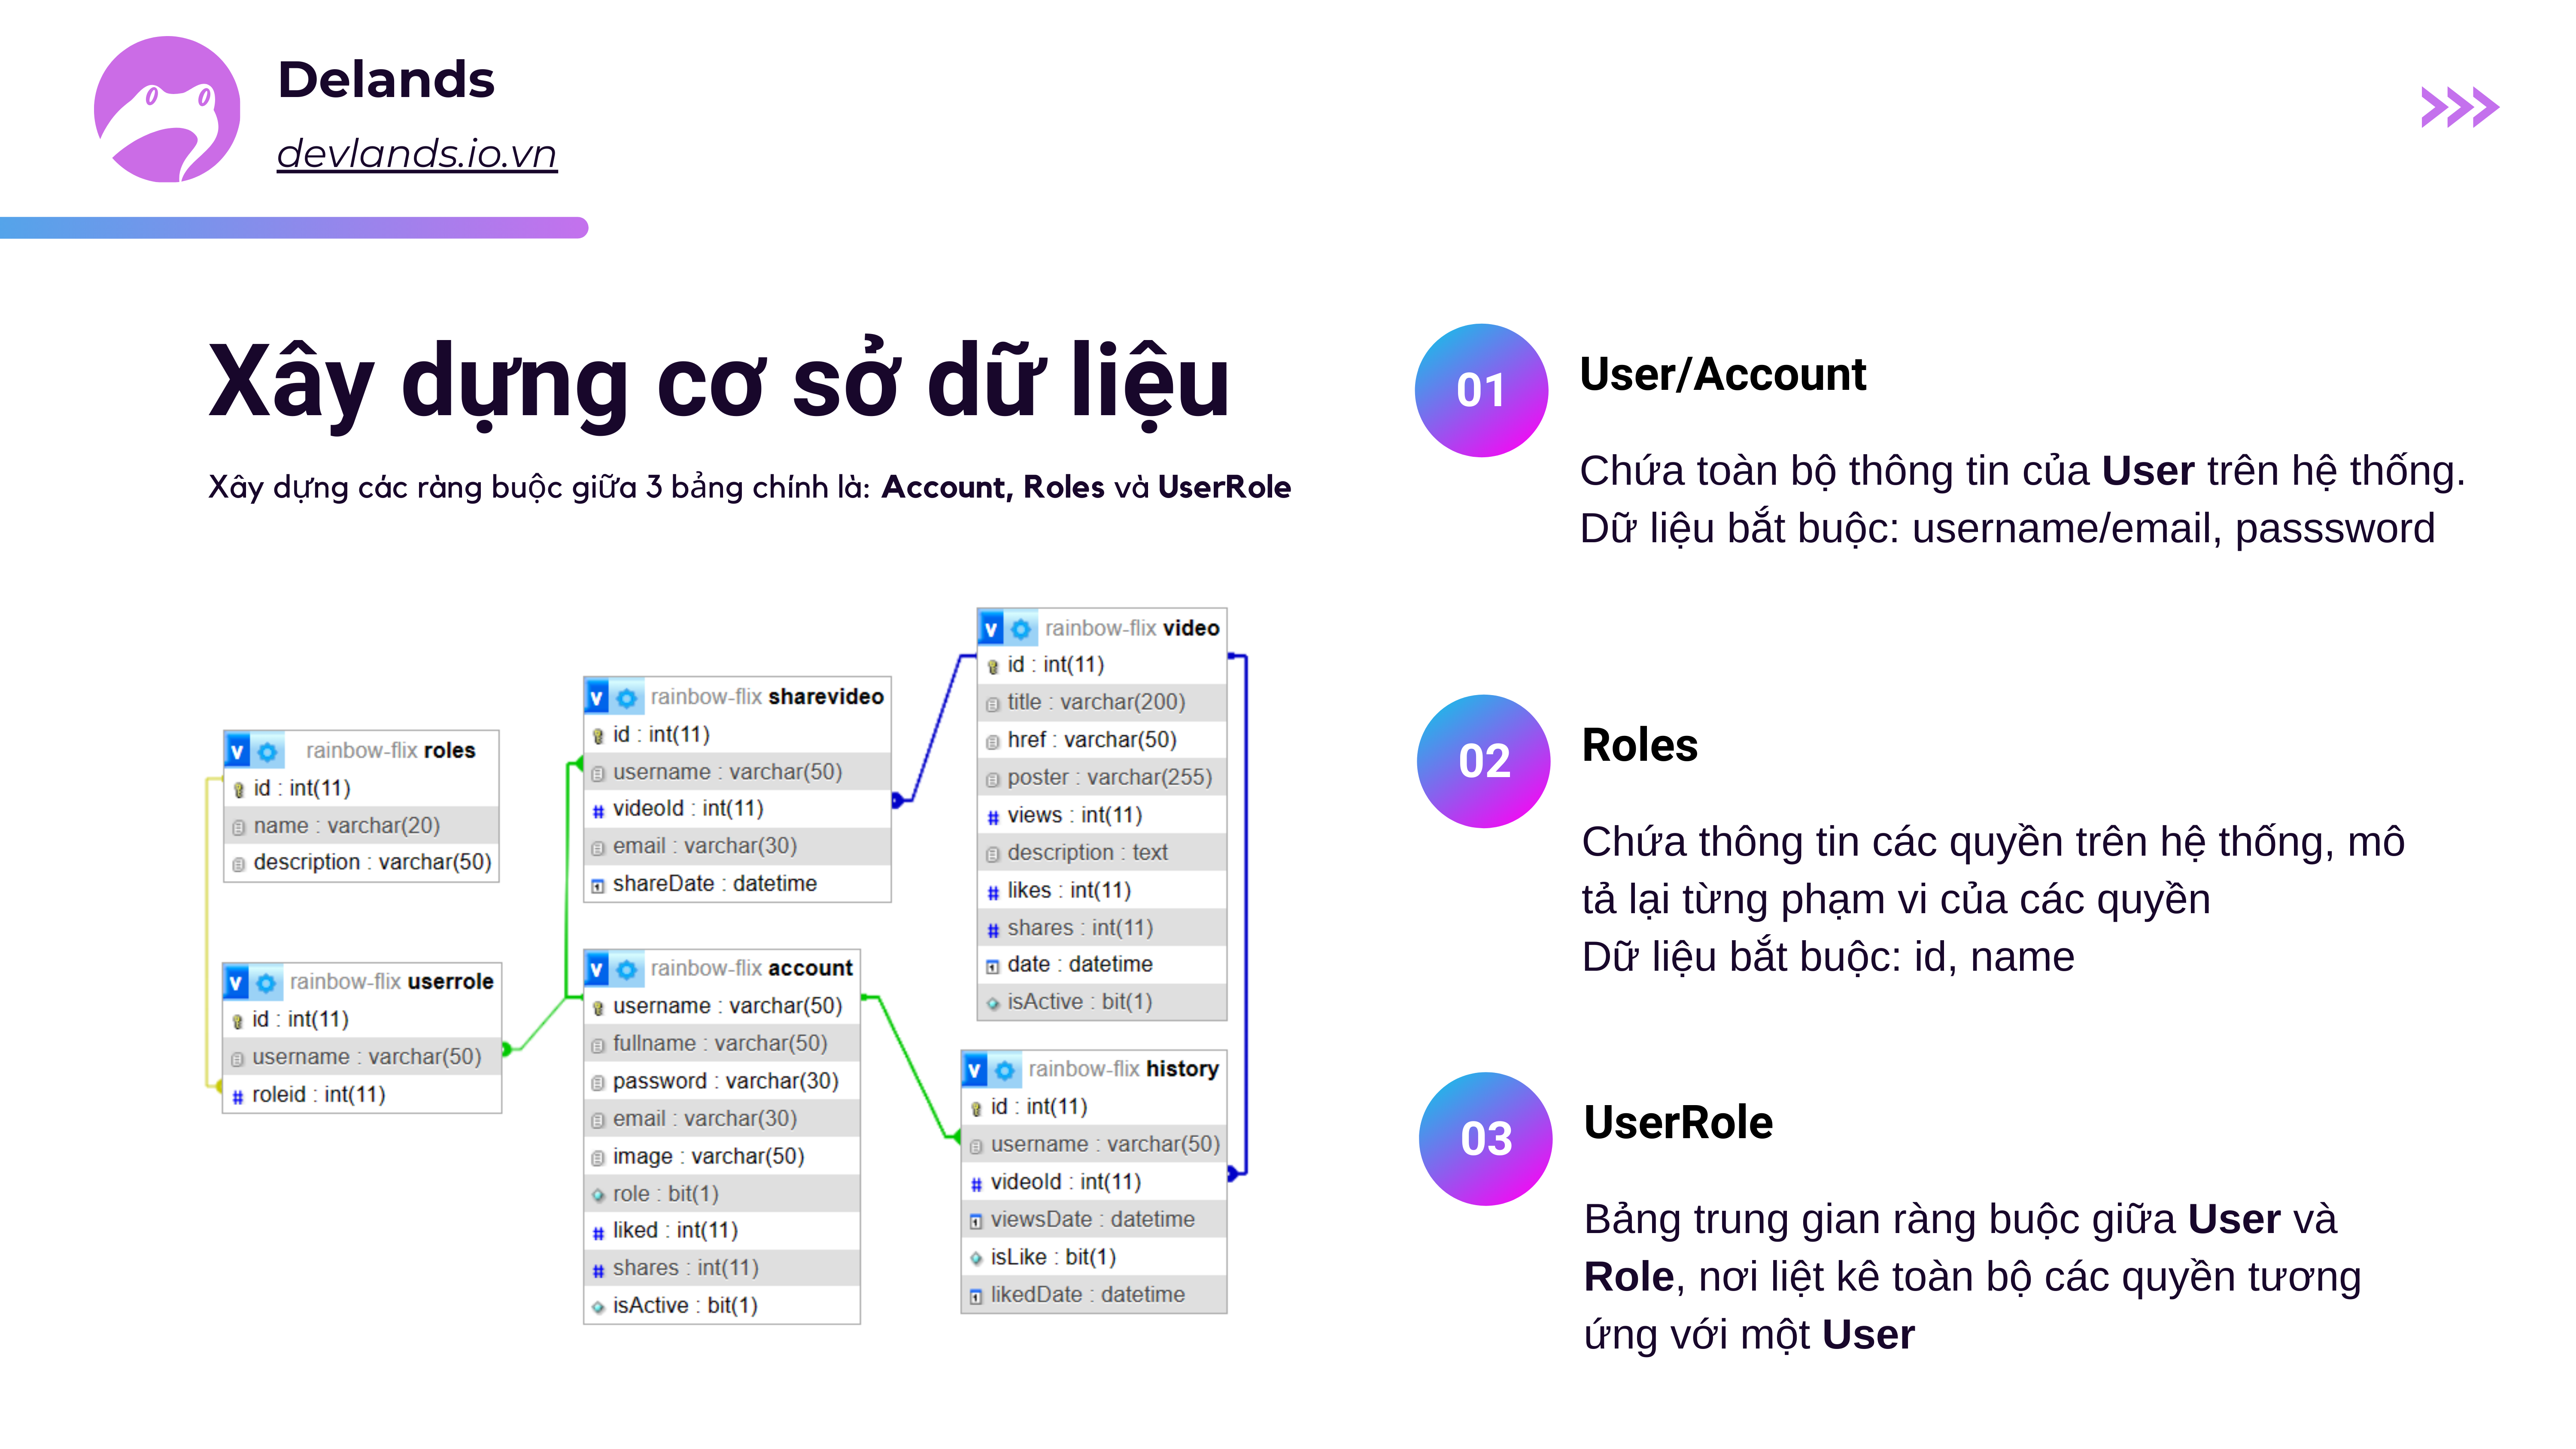 Delands
devlands.io.vn
Xây dựng cơ sở dữ liệu
Xây dựng các ràng buộc giữa 3 bảng chính là: Account, Roles và UserRole
rainbow-flix roles
id : int(11)
name : varchar(20)
description : varchar(50)
rainbow-flix userrole
id : int(11)
username : varchar(50)
# roleid : int(11)
rainbow-flix sharevideo
id : int(11)
username : varchar(50)
# videoId : int(11)
email : varchar(30)
shareDate : datetime
rainbow-flix account
username : varchar(50)
fullname : varchar(50)
password : varchar(30)
email : varchar(30)
image : varchar(50)
role : bit(1)
# liked : int(11)
# shares : int(11)
isActive : bit(1)
rainbow-flix video
id : int(11)
title : varchar(200)
href : varchar(50)
poster : varchar(255)
# views : int(11)
description : text
# likes : int(11)
# shares : int(11)
date : datetime
isActive : bit(1)
rainbow-flix history
id : int(11)
username : varchar(50)
# videoId : int(11)
viewsDate : datetime
isLike : bit(1)
likedDate : datetime
01
User/Account
Chứa toàn bộ thông tin của User trên hệ thống.
Dữ liệu bắt buộc: username/email, passsword
02
Roles
Chứa thông tin các quyền trên hệ thống, mô
tả lại từng phạm vi của các quyền
Dữ liệu bắt buộc: id, name
03
UserRole
Bảng trung gian ràng buộc giữa User và
Role, nơi liệt kê toàn bộ các quyền tương
ứng với một User